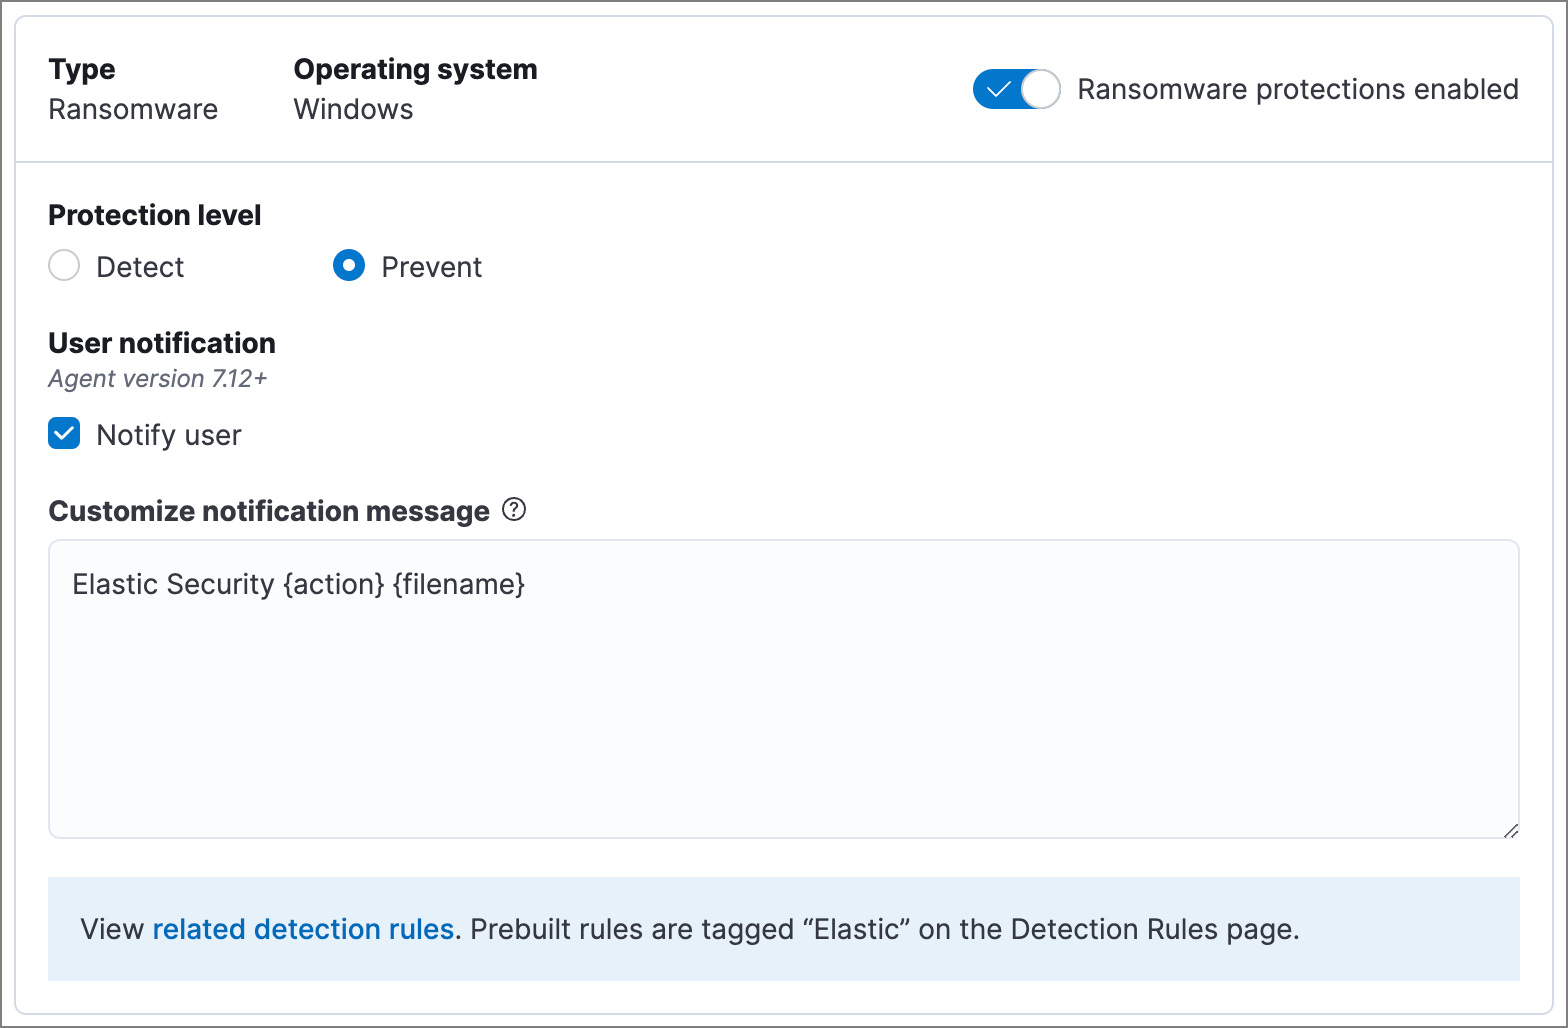 Type
Operating system
Ransomware
Windows
Ransomware protections enabled
Protection level
Detect
Prevent
User notification
Agent version 7.12+
Notify user
Customize notification message
Elastic Security {action} {filename}
View related detection rules. Prebuilt rules are tagged “Elastic” on the Detection Rules page.